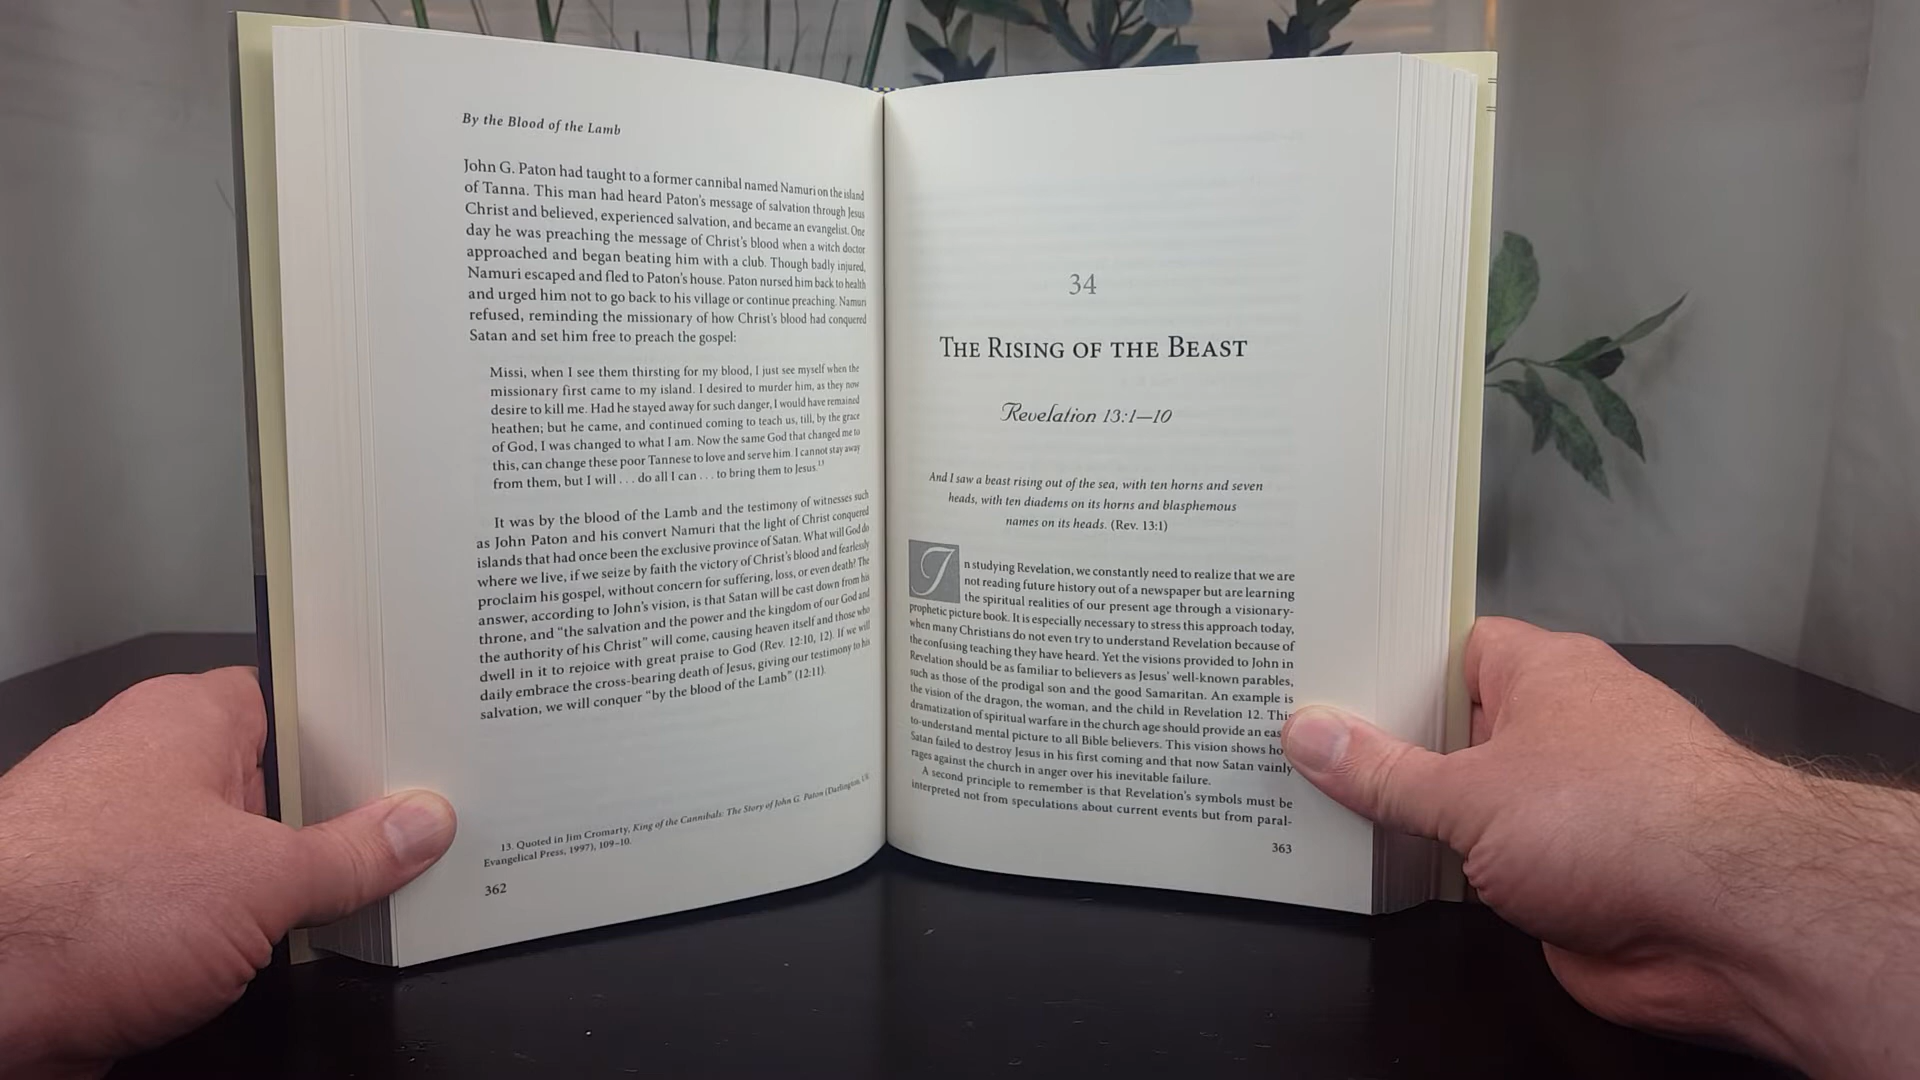 By the Blood of the Lamb
John G. Paton had taught to a former cannibal named Namuri on the island
of Tanna. This man had heard Paton's message of salvation through Jesus
Christ and believed, experienced salvation, and became an evangelist. One
day he was preaching the message of Christ's blood when a witch doctor
approached and began beating him with a club. Though badly injured,
Namuri escaped and fled to Paton's house. Paton nursed him back to health
and urged him not to go back to his village or continue preaching. Namuri
refused, reminding the missionary of how Christ's blood had conquered
Satan and set him free to preach the gospel:
Missi, when I see them thirsting for my blood, I just see myself when the
missionary first came to my island. I desired to murder him, as they now
desire to kill me. Had he stayed away for such danger, I would have remained
heathen; but he came, and continued coming to teach us, till, by the grace
of God, I was changed to what I am. Now the same God that changed me to
this, can change these poor Tannese to love and serve him. I cannot stay away
from them, but I will . . . do all I can . . . to bring them to Jesus.13
It was by the blood of the Lamb and the testimony of witnesses such
as John Paton and his convert Namuri that the light of Christ conquered
islands that had once been the exclusive province of Satan. What will God do
where we live, if we seize by faith the victory of Christ's blood and fearlessly
proclaim his gospel, without concern for suffering, loss, or even death? The
answer, according to John's vision, is that Satan will be cast down from his
throne, and "the salvation and the power and the kingdom of our God and
the authority of his Christ" will come, causing heaven itself and those who
dwell in it to rejoice with great praise to God (Rev. 12:10, 12). If we will
daily embrace the cross-bearing death of Jesus, giving our testimony to his
salvation, we will conquer "by the blood of the Lamb" (12:11).
13. Quoted in Jim Cromarty, King of the Cannibals: The Story of John G. Paton (Darlington, UK:
Evangelical Press, 1997), 109–10.
362
34
The Rising of the Beast
Revelation 13:1—10
And I saw a beast rising out of the sea, with ten horns and seven
heads, with ten diadems on its horns and blasphemous
names on its heads. (Rev. 13:1)
In studying Revelation, we constantly need to realize that we are
not reading future history out of a newspaper but are learning
the spiritual realities of our present age through a visionary-
prophetic picture book. It is especially necessary to stress this approach today,
when many Christians do not even try to understand Revelation because of
the confusing teaching they have heard. Yet the visions provided to John in
Revelation should be as familiar to believers as Jesus' well-known parables,
such as those of the prodigal son and the good Samaritan. An example is
the vision of the dragon, the woman, and the child in Revelation 12. This
dramatization of spiritual warfare in the church age should provide an eas
to-understand mental picture to all Bible believers. This vision shows ho
Satan failed to destroy Jesus in his first coming and that now Satan vainly
rages against the church in anger over his inevitable failure.
A second principle to remember is that Revelation's symbols must be
interpreted not from speculations about current events but from paral-
363